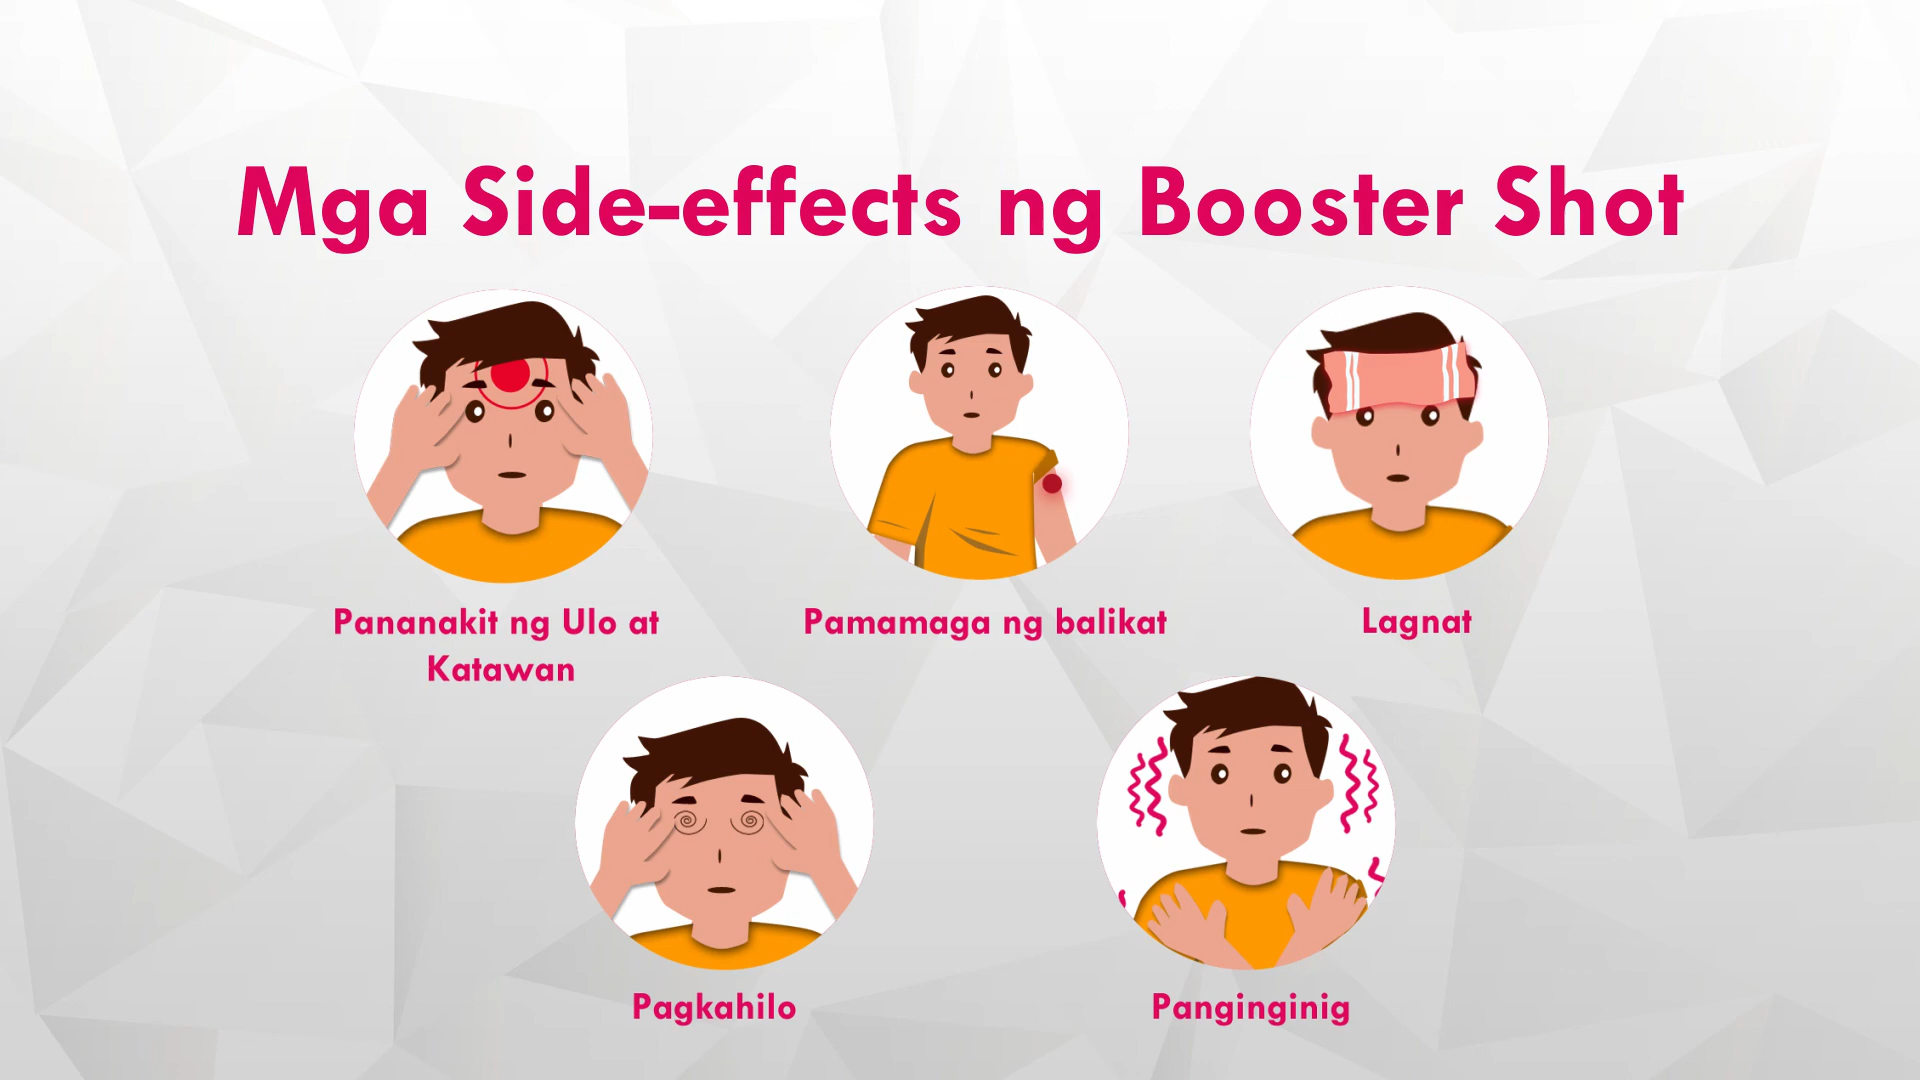 Mga Side-effects ng Booster Shot
Pananakit ng Ulo at
Katawan
Pamamaga ng balikat
Lagnat
Pagkahilo
Panginginig